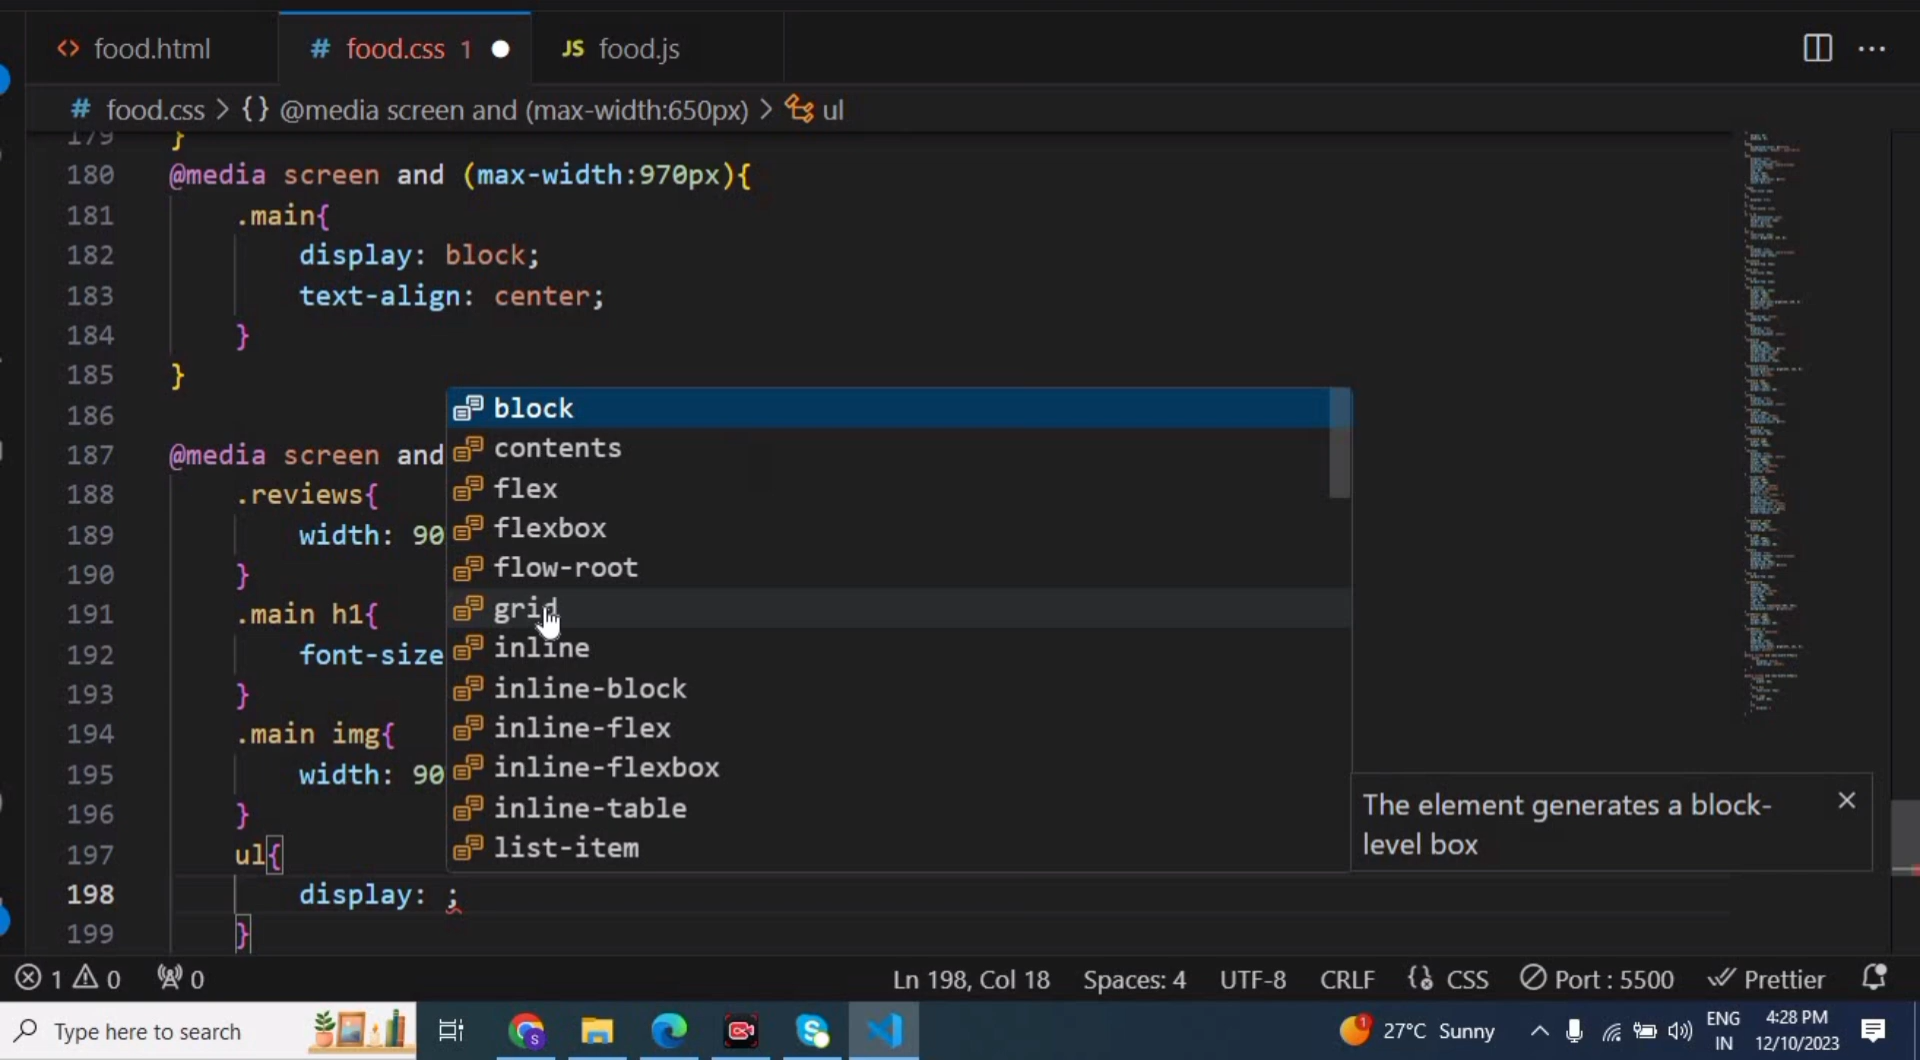 <> food.html # food.css 1 JS food.js ...
# food.css > {} @media screen and (max-width:650px) > ul
179 }
180 @media screen and (max-width:970px){
181 .main{
182 display: block;
183 text-align: center;
184 }
185 }
186
187 @media screen and
188 .reviews{
189 width: 90
190 }
191 .main h1{
192 font-size
193 }
194 .main img{
195 width: 90
196 }
197 ul{
198 display: ;
199 }
block
contents
flex
flexbox
flow-root
grid
inline
inline-block
inline-flex
inline-flexbox
inline-table
list-item
The element generates a block-
level box
1 0 0 Ln 198, Col 18 Spaces: 4 UTF-8 CRLF {} CSS Port : 5500 Prettier
Type here to search S 1 27°C Sunny ENG 4:28 PM
IN 12/10/2023